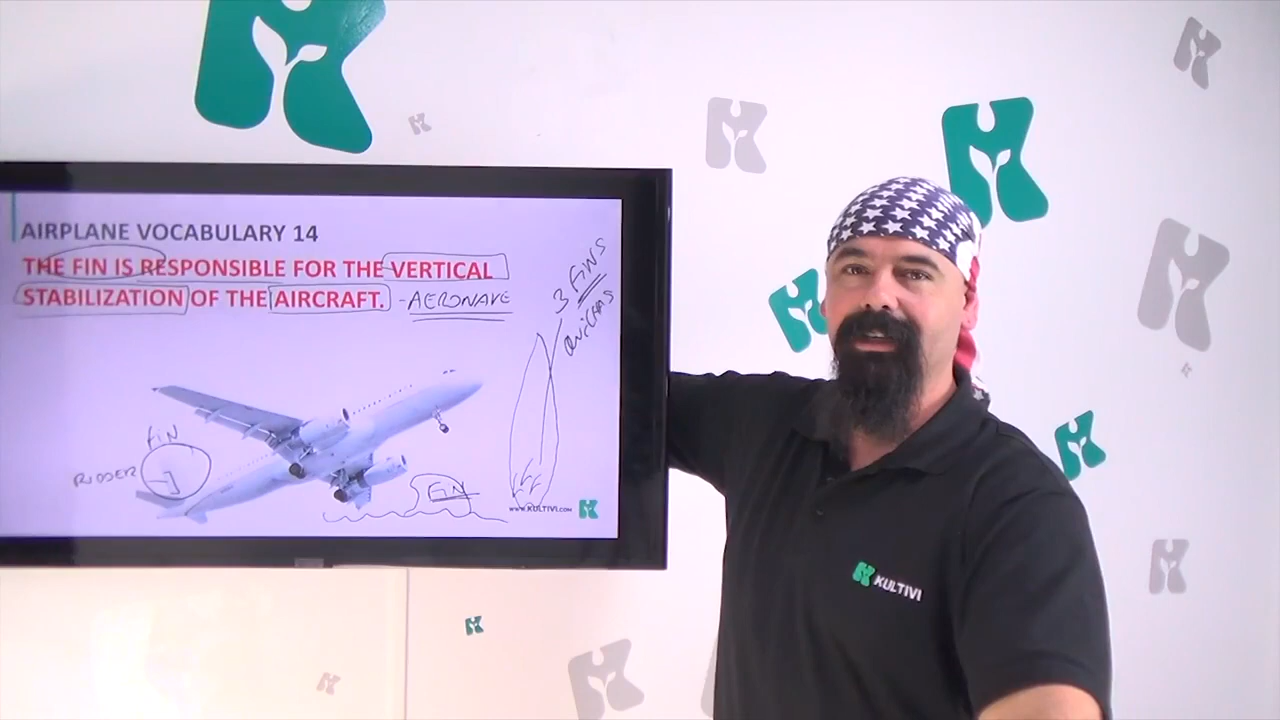 AIRPLANE VOCABULARY 14
THE FIN IS RESPONSIBLE FOR THE VERTICAL
STABILIZATION OF THE AIRCRAFT. - AERONAVE
3 FINS
QUILHAS
FIN
RUDDER
FIN
WWW.KULTIVI.COM
KULTIVI